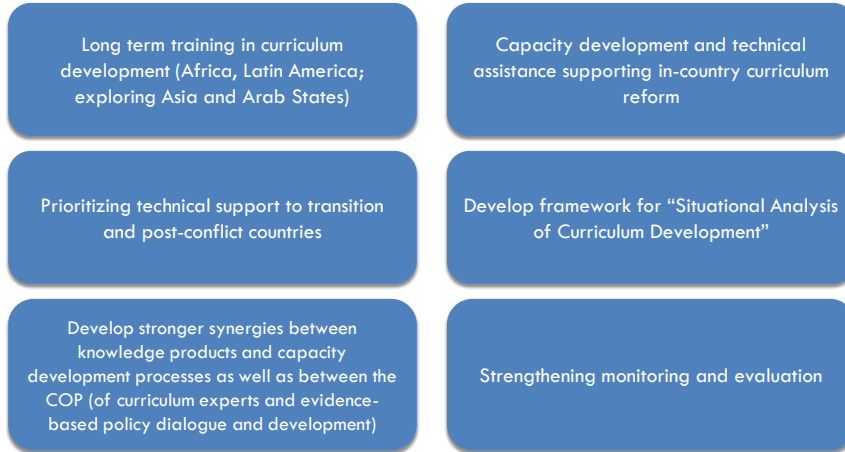 Long term training in curriculum
development (Africa, Latin America;
exploring Asia and Arab States)
Capacity development and technical
assistance supporting in-country curriculum
reform
Prioritizing technical support to transition
and post-conflict countries
Develop framework for “Situational Analysis
of Curriculum Development”
Develop stronger synergies between
knowledge products and capacity
development processes as well as between the
COP (of curriculum experts and evidence-
based policy dialogue and development)
Strengthening monitoring and evaluation